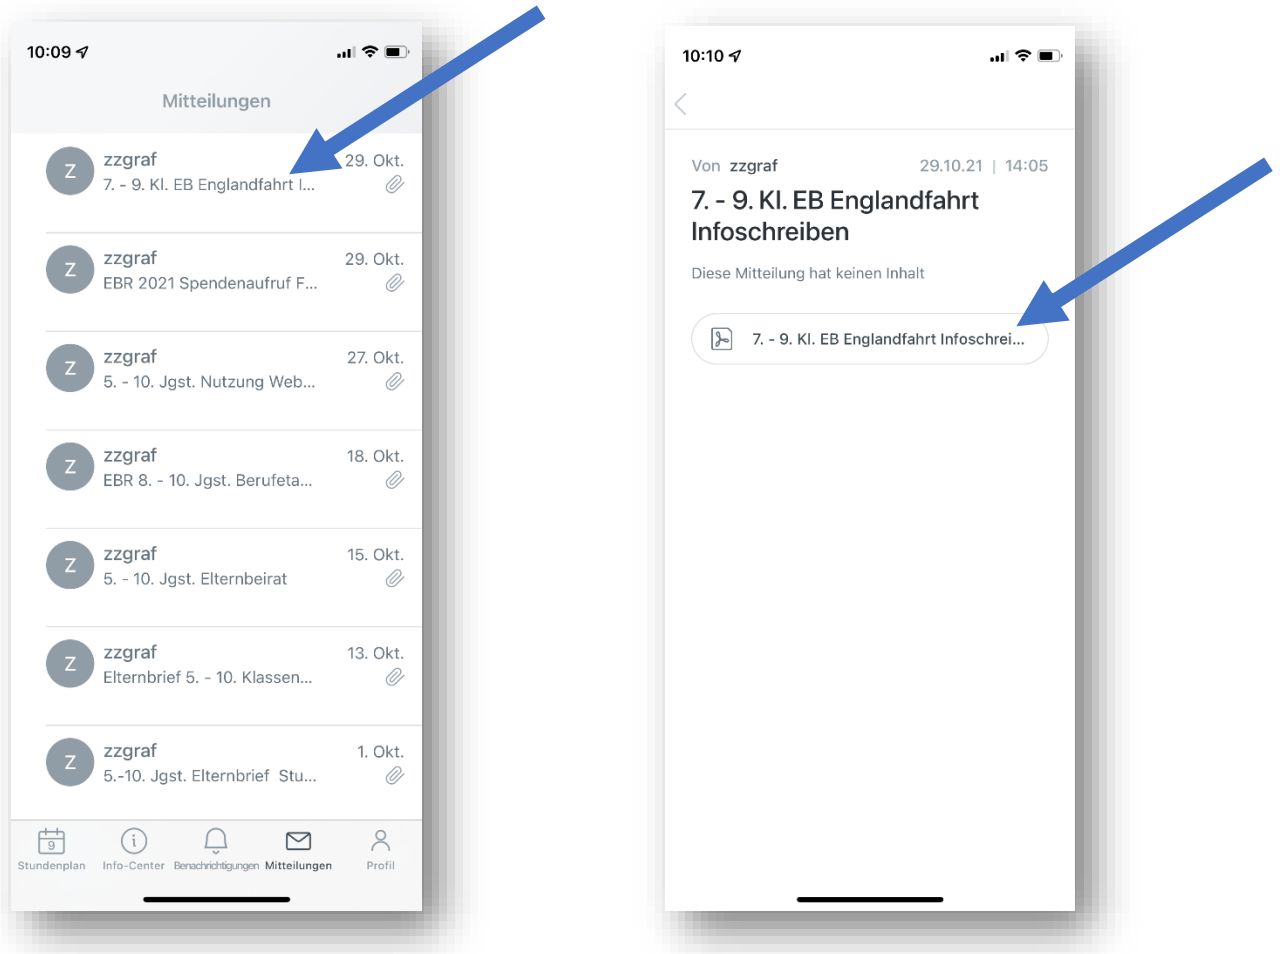 10:09
Mitteilungen
Z
zzgraf
29. Okt.
7. - 9. Kl. EB Englandfahrt I...
Z
zzgraf
29. Okt.
EBR 2021 Spendenaufruf F...
Z
zzgraf
27. Okt.
5. - 10. Jgst. Nutzung Web...
Z
zzgraf
18. Okt.
EBR 8. - 10. Jgst. Berufeta...
Z
zzgraf
15. Okt.
5. - 10. Jgst. Elternbeirat
Z
zzgraf
13. Okt.
Elternbrief 5. - 10. Klassen...
Z
zzgraf
1. Okt.
5.-10. Jgst. Elternbrief Stu...
9
Stundenplan
Info-Center
Benachrichtigungen
Mitteilungen
Profil
10:10
Von zzgraf
29.10.21 | 14:05
7. - 9. Kl. EB Englandfahrt
Infoschreiben
Diese Mitteilung hat keinen Inhalt
7. - 9. Kl. EB Englandfahrt Infoschrei...